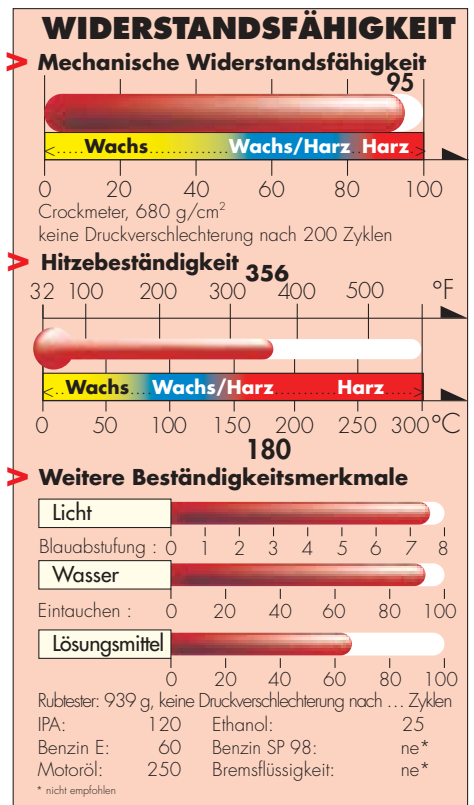 WIDERSTANDSFÄHIGKEIT
> Mechanische Widerstandsfähigkeit
95
Wachs Wachs/Harz Harz
0 20 40 60 80 100
Crockmeter, 680 g/cm²
keine Druckverschlechterung nach 200 Zyklen
> Hitzebeständigkeit 356
32 100 200 300 400 500 °F
Wachs Wachs/Harz Harz
0 50 100 150 200 250 300 °C
180
> Weitere Beständigkeitsmerkmale
Licht
Blauabstufung : 0 1 2 3 4 5 6 7 8
Wasser
Eintauchen : 0 20 40 60 80 100
Lösungsmittel
0 20 40 60 80 100
Rubtester: 939 g, keine Druckverschlechterung nach ... Zyklen
IPA: 120 Ethanol: 25
Benzin E: 60 Benzin SP 98: ne*
Motoröl: 250 Bremsflüssigkeit: ne*
* nicht empfohlen